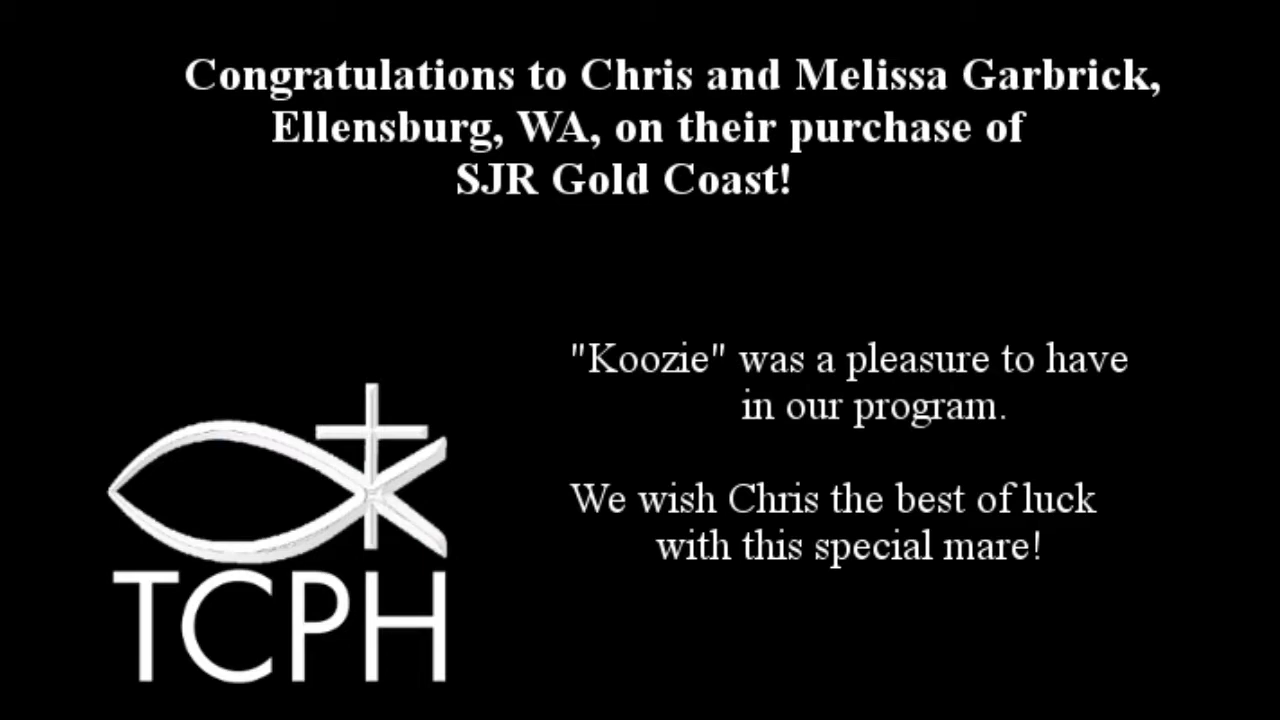 Congratulations to Chris and Melissa Garbrick,
Ellensburg, WA, on their purchase of
SJR Gold Coast!
"Koozie" was a pleasure to have
in our program.
We wish Chris the best of luck
with this special mare!
TCPH